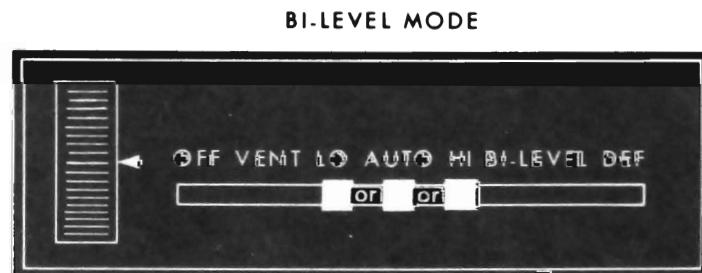 BI-LEVEL MODE
OFF VENT LO AUTO HI BI-LEVEL DEF
or or